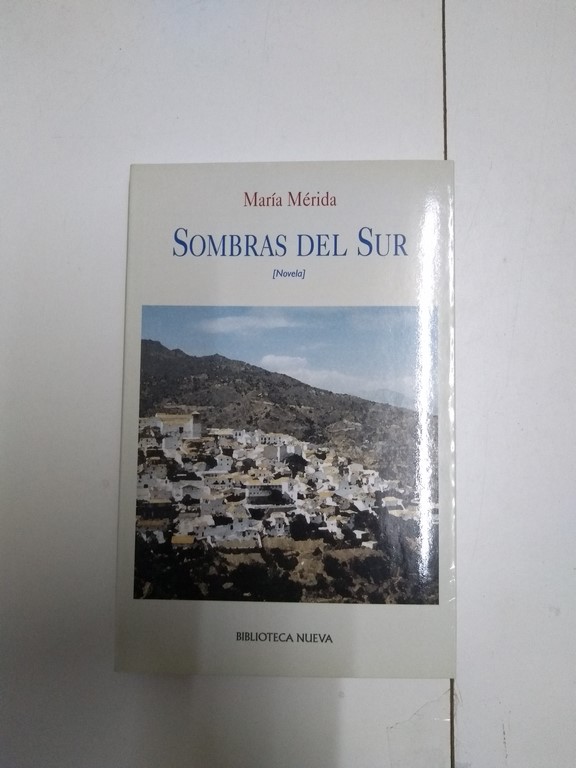 María Mérida
SOMBRAS DEL SUR
[Novela]
BIBLIOTECA NUEVA